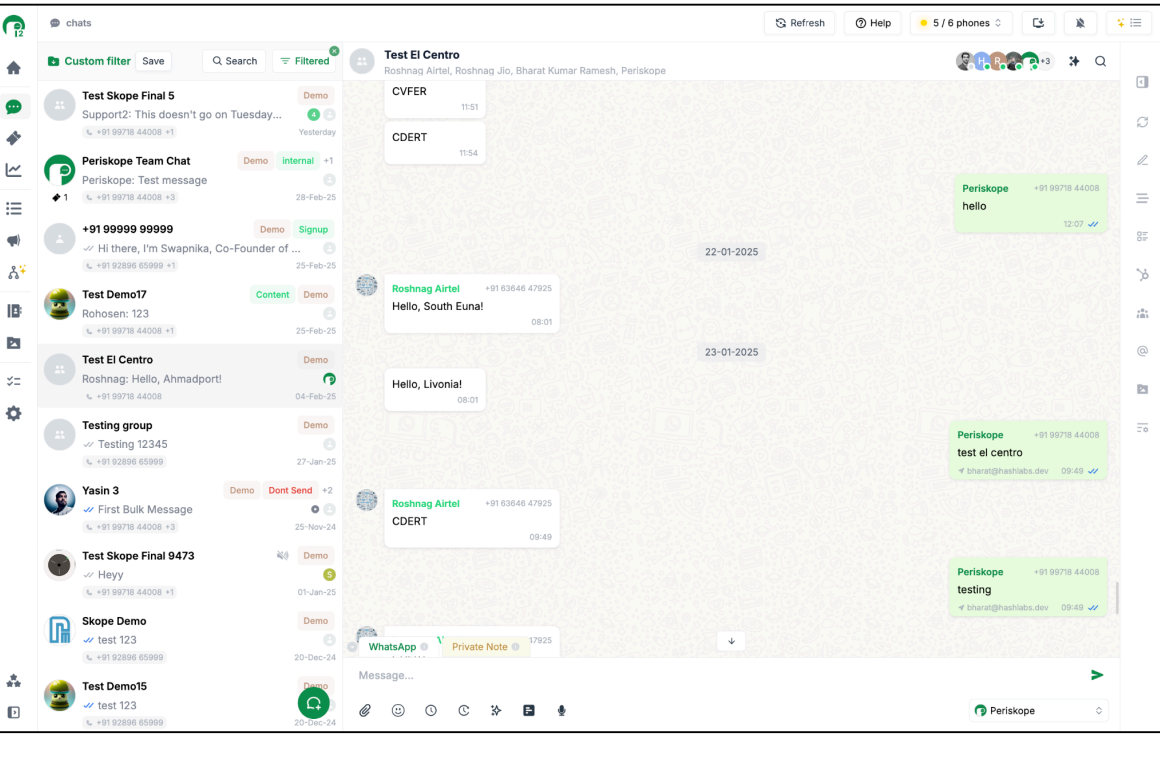 12
chats
Refresh
Help
5 / 6 phones
Custom filter
Save
Search
Filtered
Test Skope Final 5
Demo
Support2: This doesn't go on Tuesday...
4
+91 99718 44008 +1
Yesterday
Periskope Team Chat
Demo
internal
+1
Periskope: Test message
1
+91 99718 44008 +3
28-Feb-25
+91 99999 99999
Demo
Signup
Hi there, I'm Swapnika, Co-Founder of ...
+91 92896 65999 +1
25-Feb-25
Test Demo17
Content
Demo
Rohosen: 123
+91 99718 44008 +1
25-Feb-25
Test El Centro
Demo
Roshnag: Hello, Ahmadport!
+91 99718 44008
04-Feb-25
Testing group
Demo
Testing 12345
+91 92896 65999
27-Jan-25
Yasin 3
Demo
Dont Send
+2
First Bulk Message
+91 99718 44008 +3
25-Nov-24
Test Skope Final 9473
Demo
Heyy
S
+91 99718 44008 +1
01-Jan-25
Skope Demo
Demo
test 123
+91 92896 65999
20-Dec-24
Test Demo15
Demo
test 123
+91 92896 65999
20-Dec-24
Test El Centro
Roshnag Airtel, Roshnag Jio, Bharat Kumar Ramesh, Periskope
H
R
+3
CVFER
11:51
CDERT
11:54
Periskope
+91 99718 44008
hello
12:07
22-01-2025
Roshnag Airtel
+91 63646 47925
Hello, South Euna!
08:01
23-01-2025
Hello, Livonia!
08:01
Periskope
+91 99718 44008
test el centro
bharat@hashlabs.dev
09:49
Roshnag Airtel
+91 63646 47925
CDERT
09:49
Periskope
+91 99718 44008
testing
bharat@hashlabs.dev
09:49
47925
WhatsApp
Private Note
Message...
Periskope